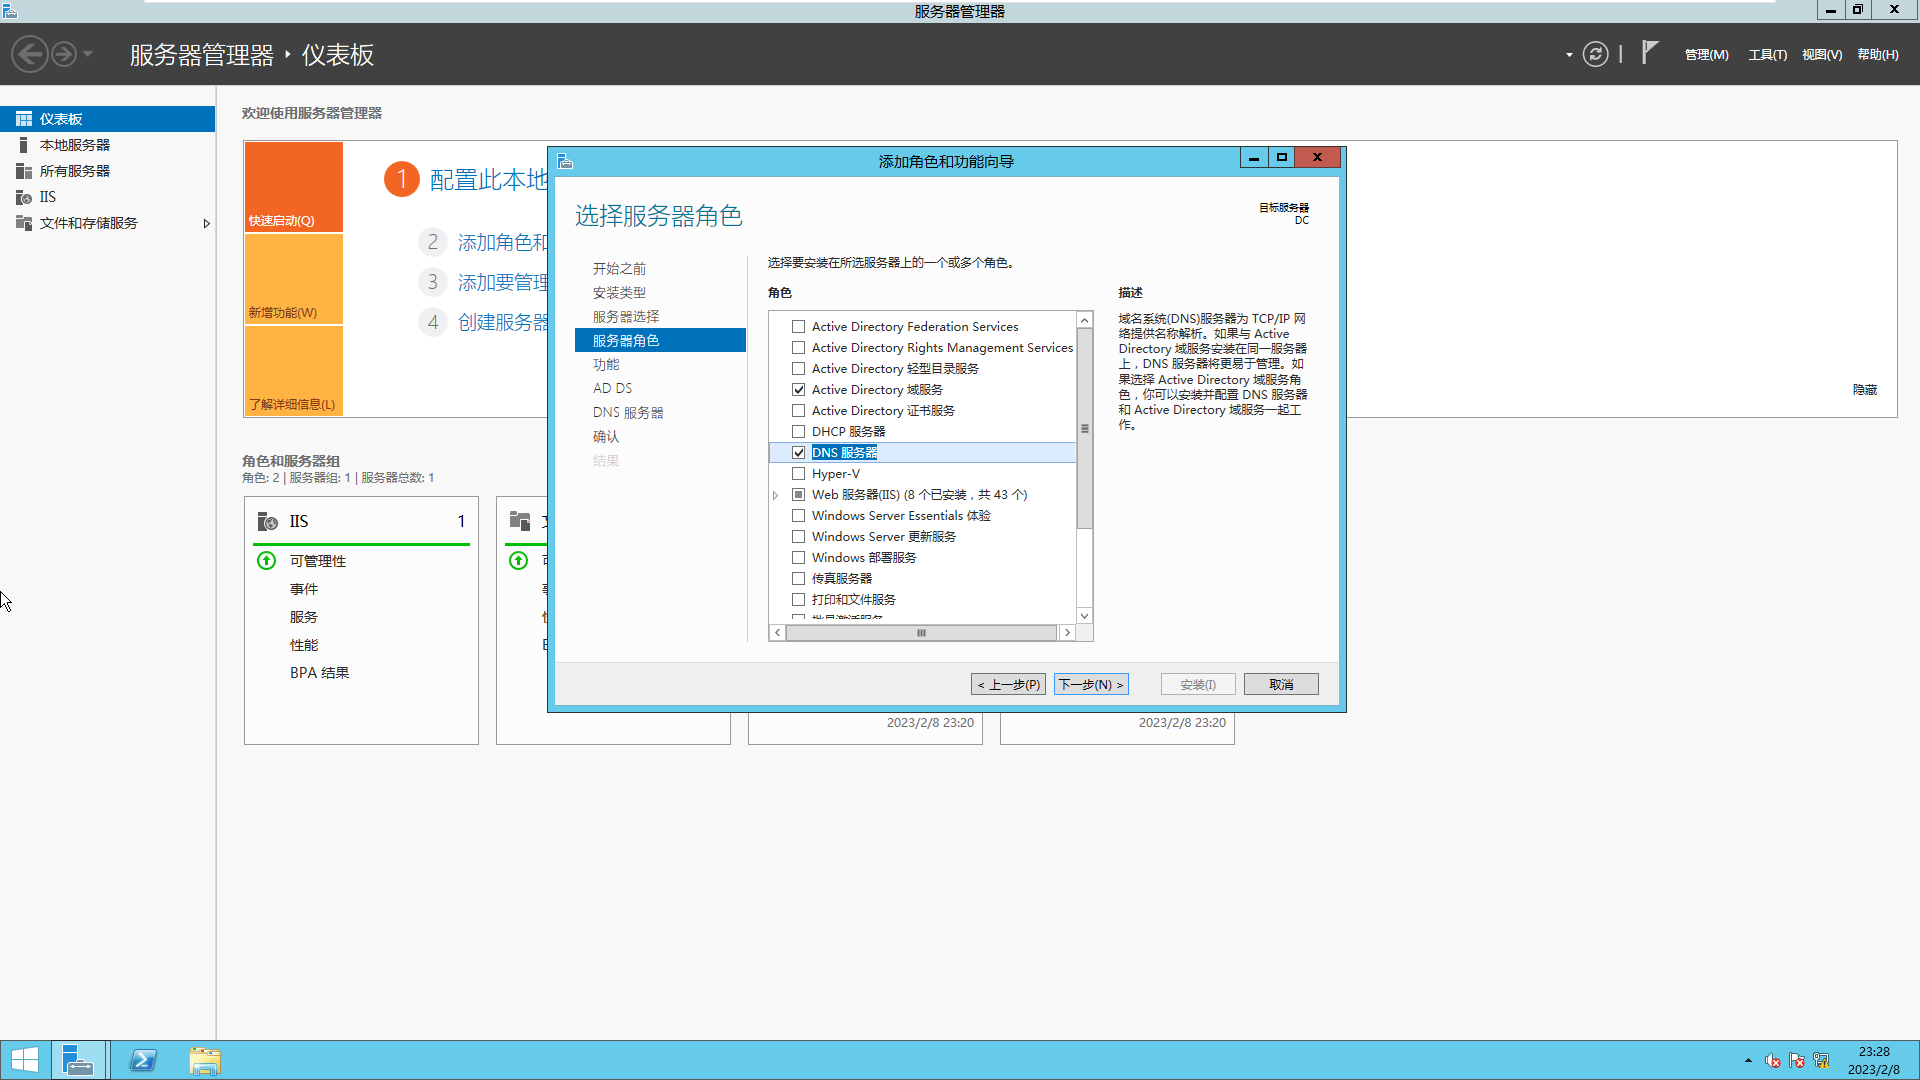 服务器管理器
服务器管理器 ‣ 仪表板
管理(M) 工具(T) 视图(V) 帮助(H)
仪表板
本地服务器
所有服务器
IIS
文件和存储服务
欢迎使用服务器管理器
快速启动(Q)
新增功能(W)
了解详细信息(L)
1 配置此本地
2 添加角色和
3 添加要管理
4 创建服务器
隐藏
角色和服务器组
角色: 2 | 服务器组: 1 | 服务器总数: 1
IIS 1
可管理性
事件
服务
性能
BPA 结果
2023/2/8 23:20
2023/2/8 23:20
添加角色和功能向导
选择服务器角色
目标服务器
DC
开始之前
安装类型
服务器选择
服务器角色
功能
AD DS
DNS 服务器
确认
结果
选择要安装在所选服务器上的一个或多个角色。
角色
Active Directory Federation Services
Active Directory Rights Management Services
Active Directory 轻型目录服务
Active Directory 域服务
Active Directory 证书服务
DHCP 服务器
DNS 服务器
Hyper-V
Web 服务器(IIS) (8 个已安装，共 43 个)
Windows Server Essentials 体验
Windows Server 更新服务
Windows 部署服务
传真服务器
打印和文件服务
描述
域名系统(DNS)服务器为 TCP/IP 网
络提供名称解析。如果与 Active
Directory 域服务安装在同一服务器
上，DNS 服务器将更易于管理。如
果选择 Active Directory 域服务角
色，你可以安装并配置 DNS 服务器
和 Active Directory 域服务一起工
作。
< 上一步(P) 下一步(N) > 安装(I) 取消
23:28
2023/2/8